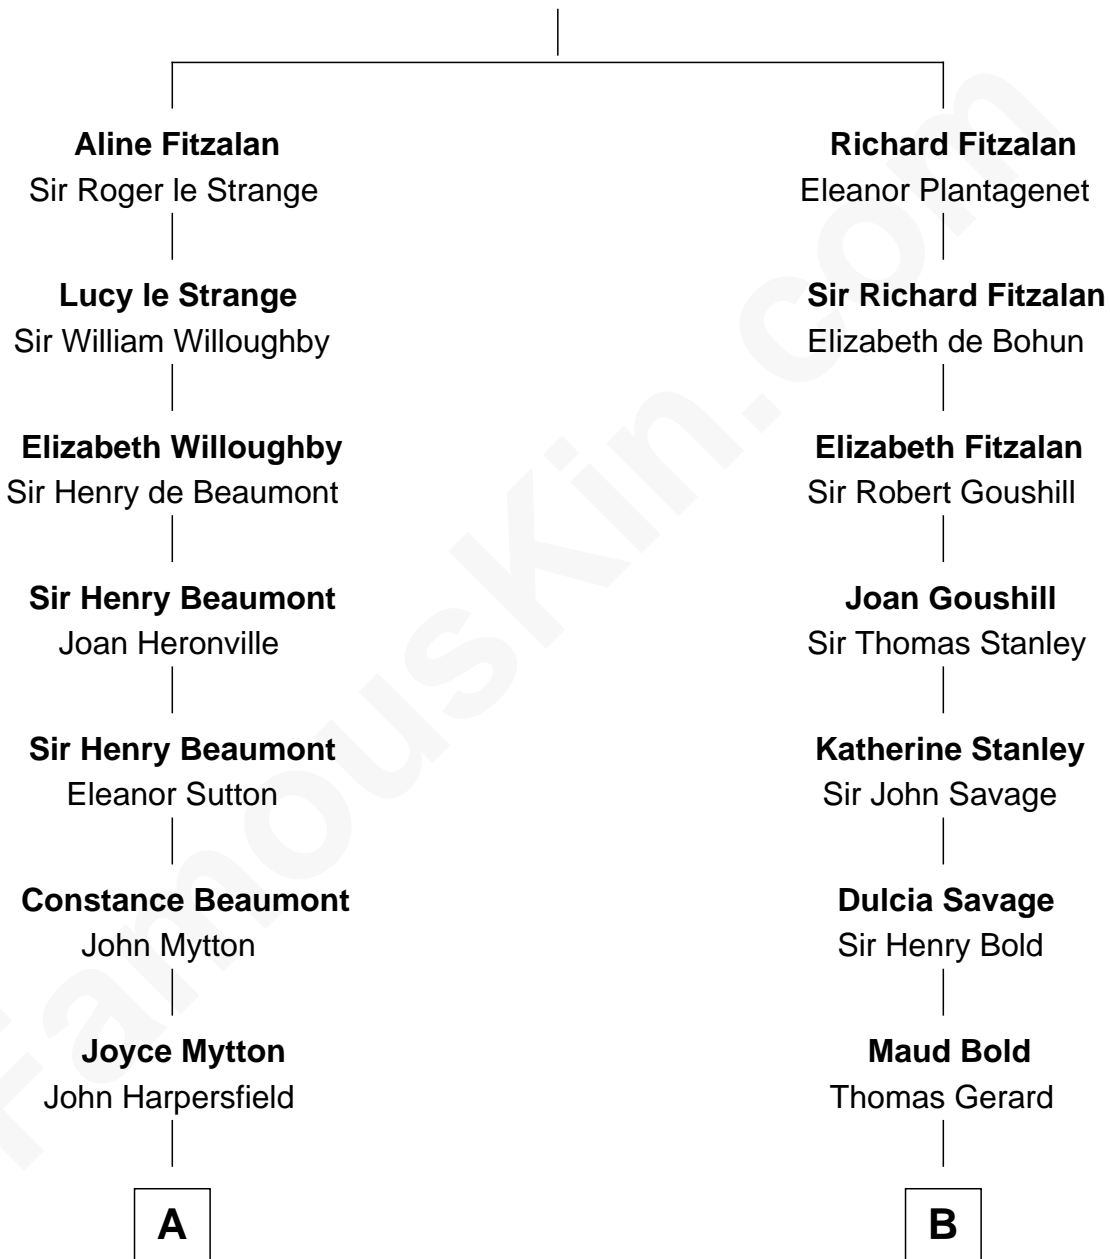 Aline Fitzalan
Sir Roger le Strange
Lucy le Strange
Sir William Willoughby
Elizabeth Willoughby
Sir Henry de Beaumont
Sir Henry Beaumont
Joan Heronville
Sir Henry Beaumont
Eleanor Sutton
Constance Beaumont
John Mytton
Joyce Mytton
John Harpersfield
A
Richard Fitzalan
Eleanor Plantagenet
Sir Richard Fitzalan
Elizabeth de Bohun
Elizabeth Fitzalan
Sir Robert Goushill
Joan Goushill
Sir Thomas Stanley
Katherine Stanley
Sir John Savage
Dulcia Savage
Sir Henry Bold
Maud Bold
Thomas Gerard
B
FamousKin.com